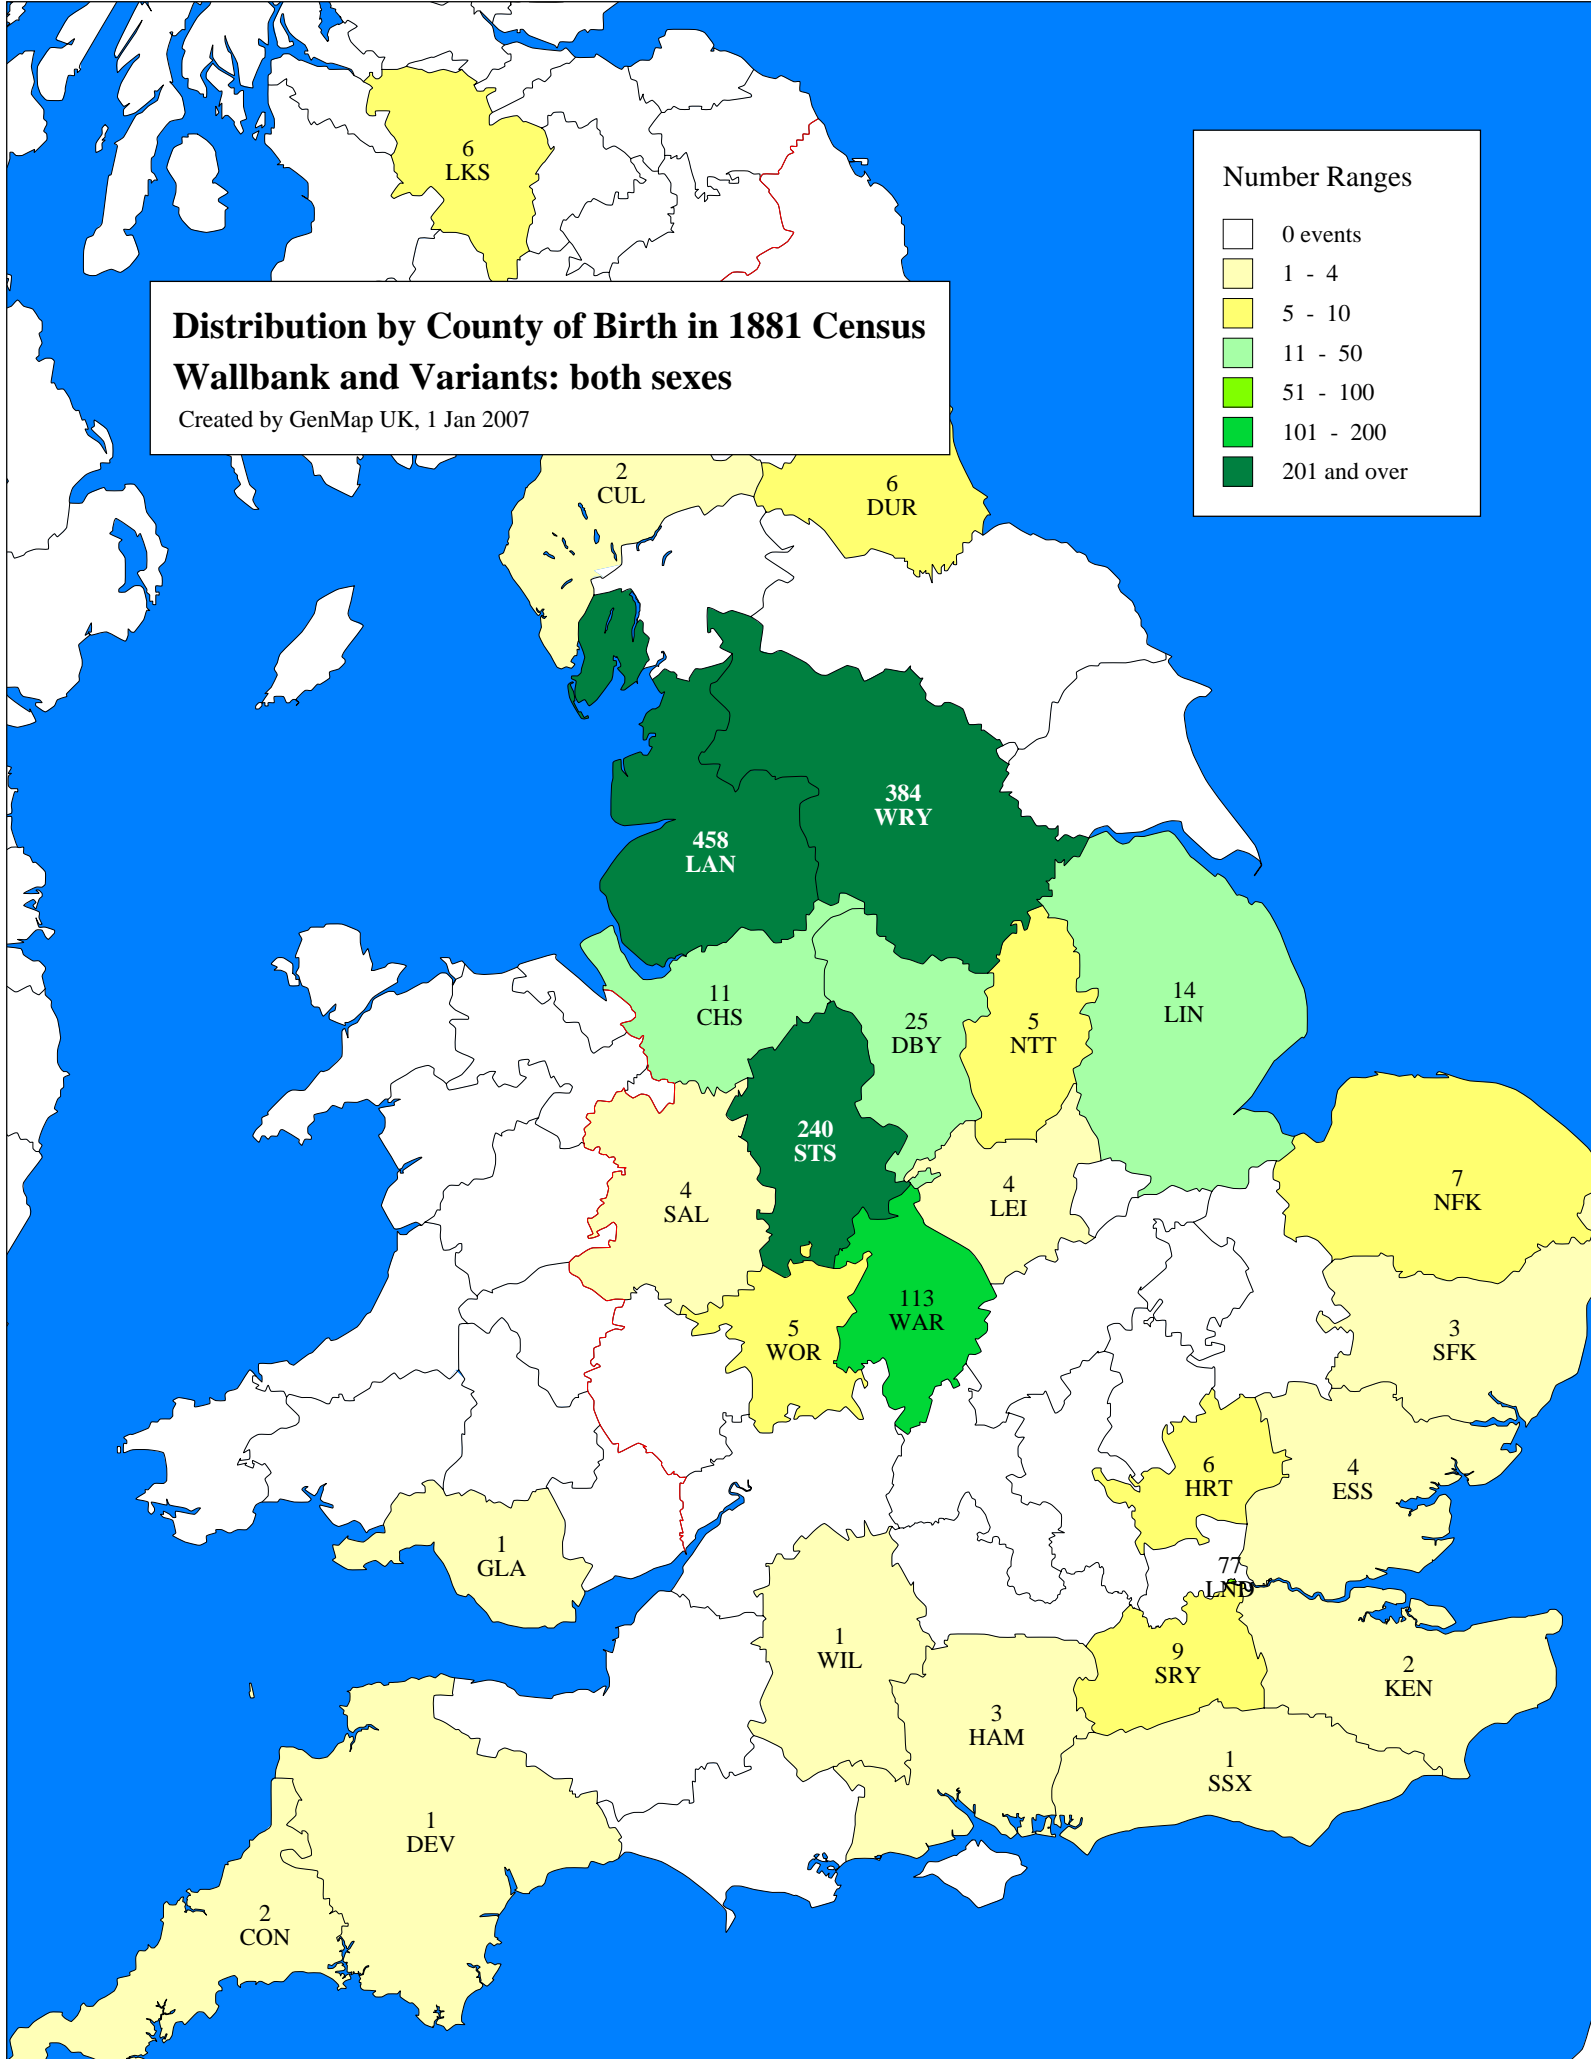 6
LKS
Number Ranges
0 events
1 - 4
5 - 10
11 - 50
51 - 100
101 - 200
201 and over
Distribution by County of Birth in 1881 Census
Wallbank and Variants: both sexes
Created by GenMap UK, 1 Jan 2007
2
CUL
6
DUR
384
WRY
458
LAN
11
CHS
25
DBY
5
NTT
14
LIN
240
STS
4
SAL
4
LEI
7
NFK
113
WAR
5
WOR
3
SFK
6
HRT
4
ESS
1
GLA
77
LND
1
WIL
9
SRY
2
KEN
3
HAM
1
SSX
1
DEV
2
CON